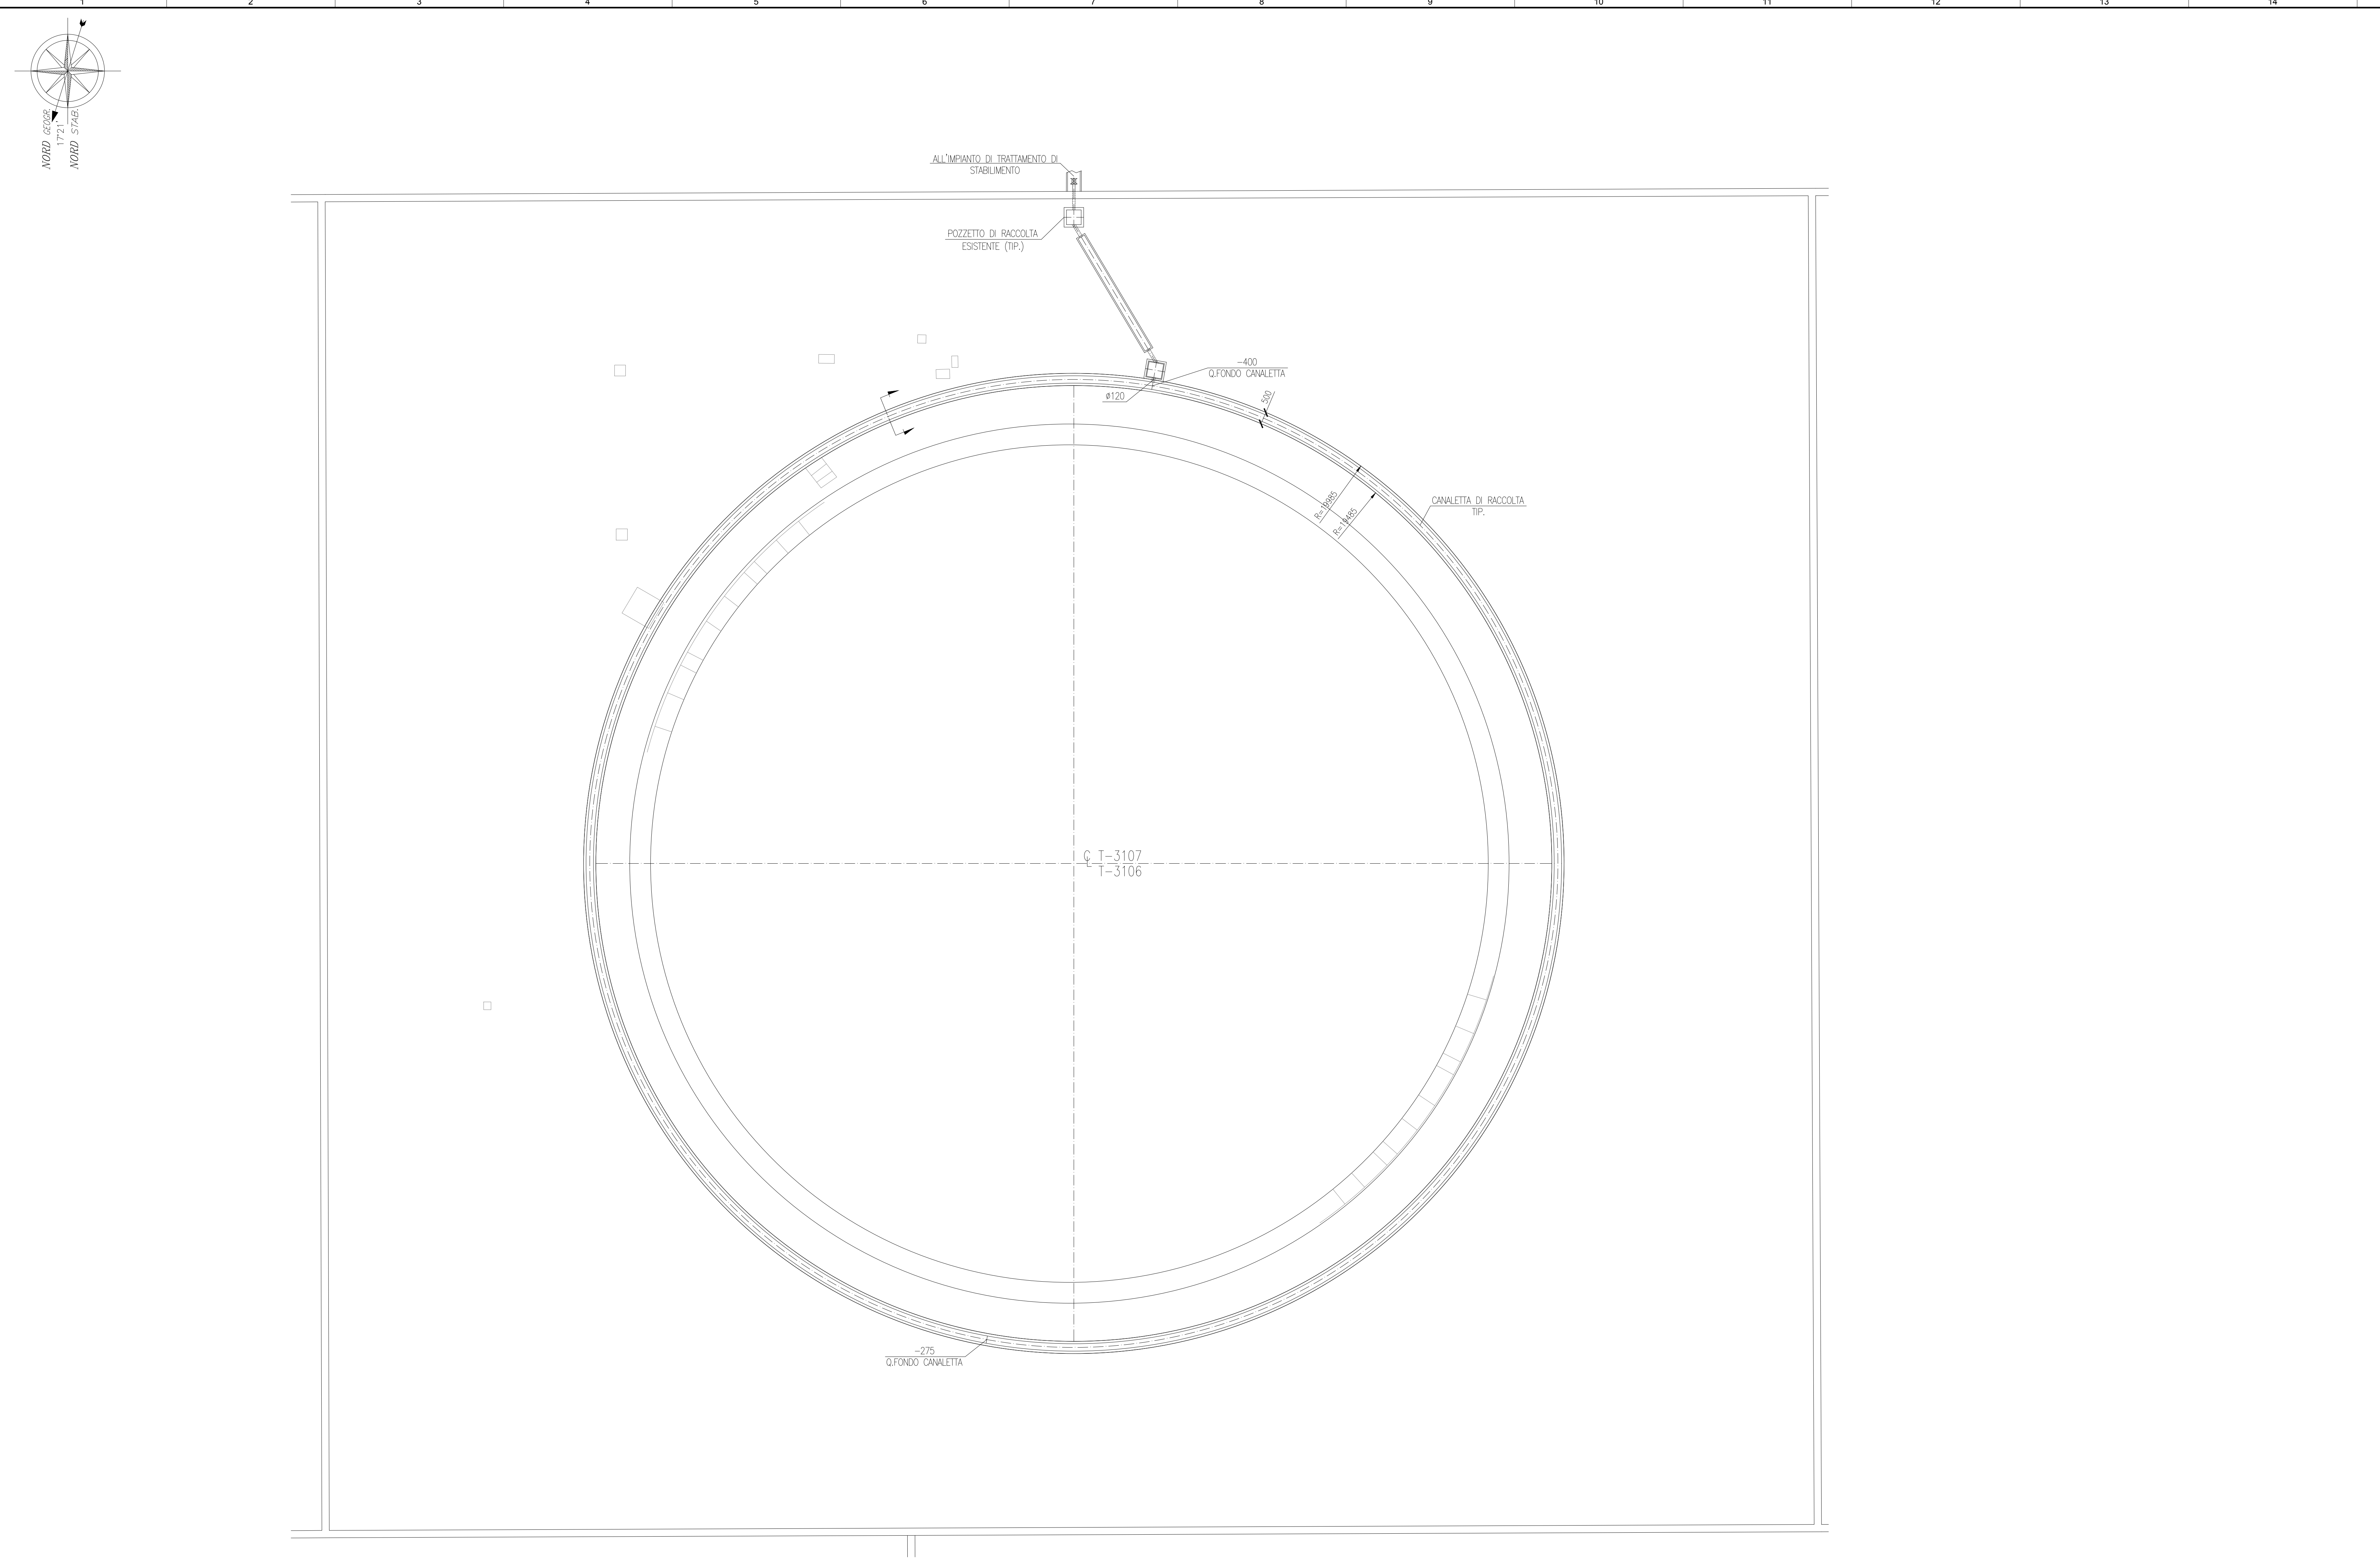 1 2 3 4 5 6 7 8 9 10 11 12 13 14
NORD GEOGR.
17°21'
NORD STAB.
ALL'IMPIANTO DI TRATTAMENTO DI
STABILIMENTO
POZZETTO DI RACCOLTA
ESISTENTE (TIP.)
-400
Q.FONDO CANALETTA
ø120
500
R=19985
R=19485
CANALETTA DI RACCOLTA
TIP.
℄ T-3107
T-3106
-275
Q.FONDO CANALETTA